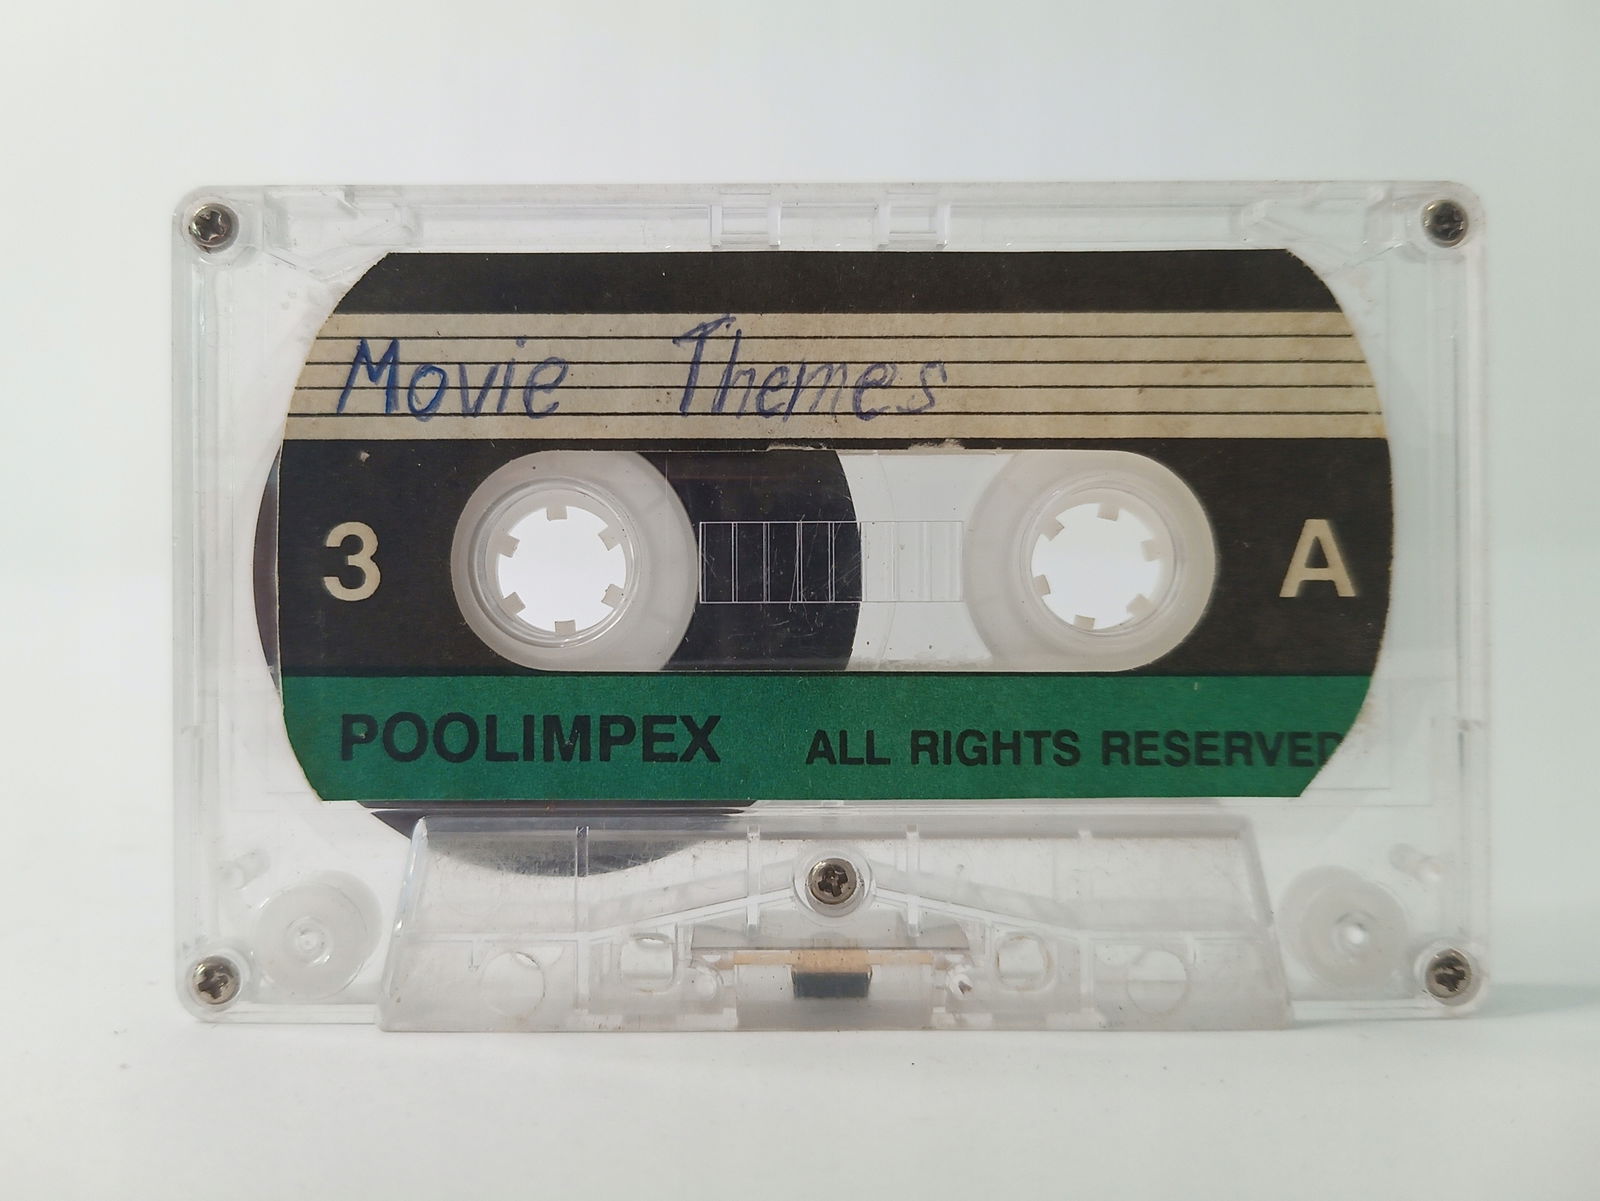 Movie Themes
3 A
POOLIMPEX ALL RIGHTS RESERVED